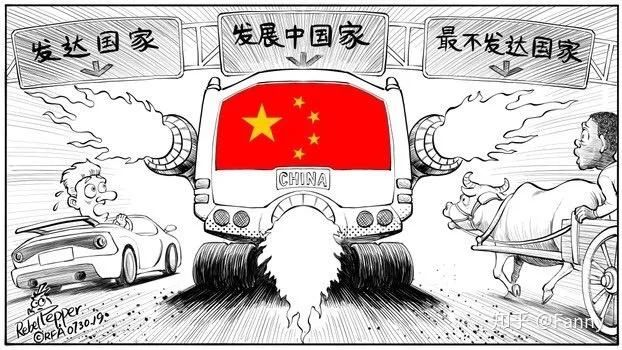 发达国家
发展中国家
最不发达国家
CHINA
RebelPepper
©RFA 07.30.19.
知乎 @Fanny